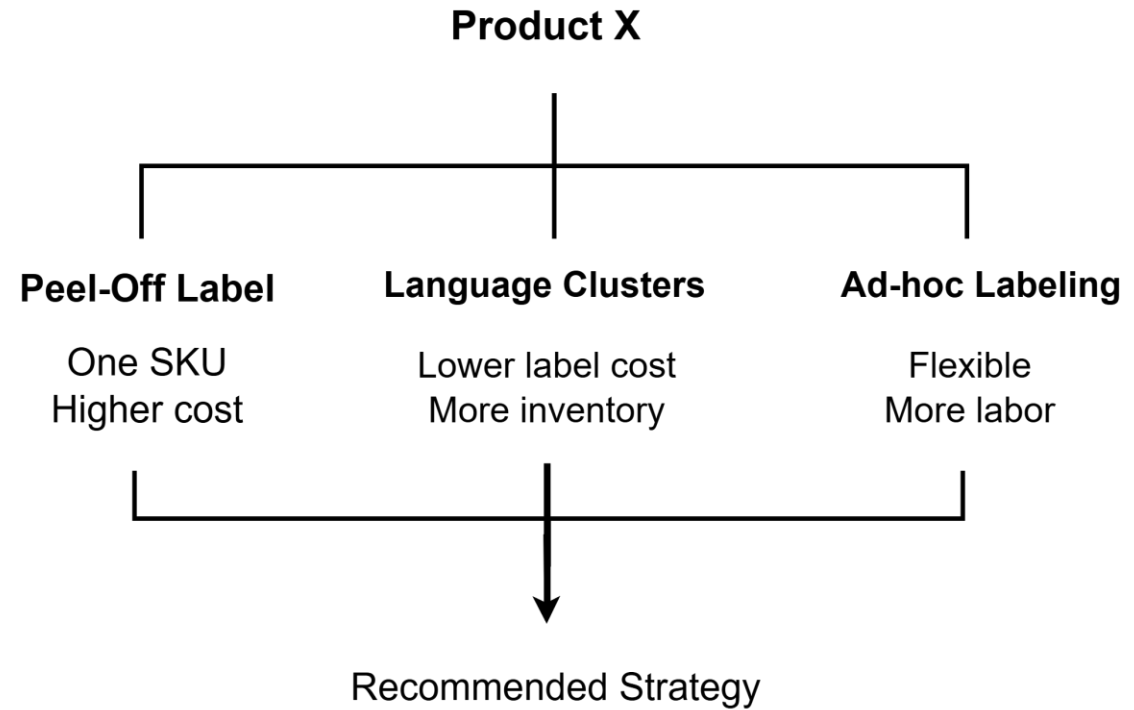 Product X
Peel-Off Label
One SKU
Higher cost
Language Clusters
Lower label cost
More inventory
Ad-hoc Labeling
Flexible
More labor
Recommended Strategy